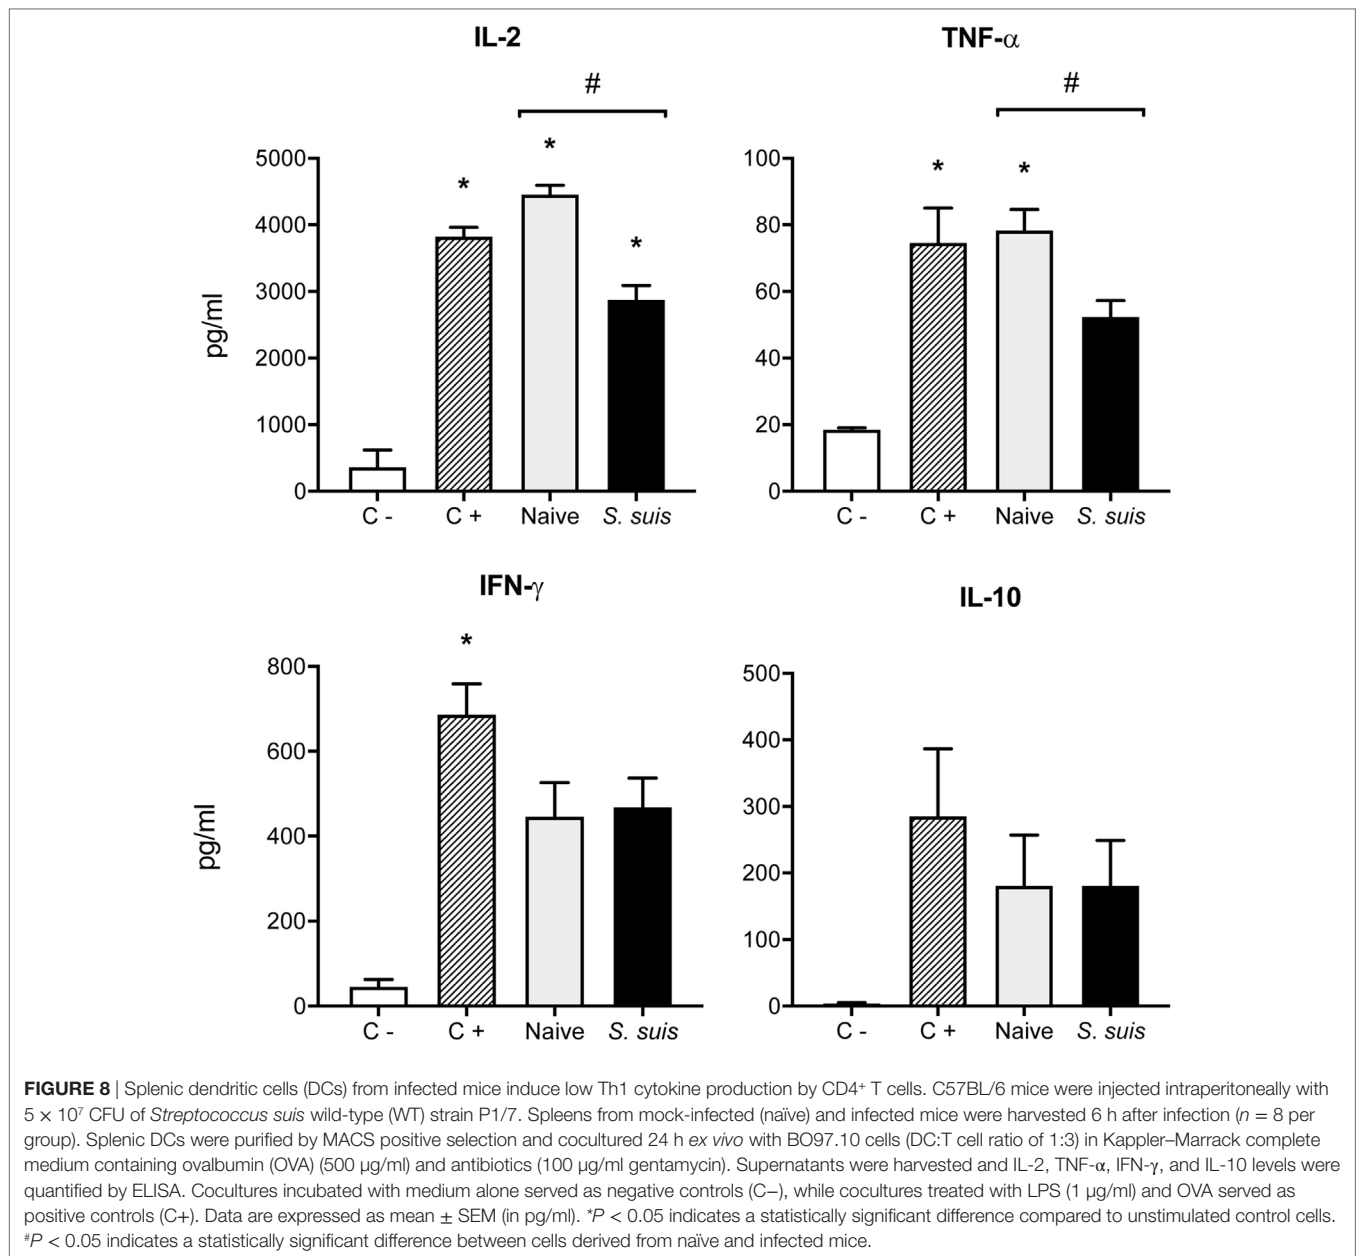 IL-2
#
*
*
*
5000
4000
3000
2000
1000
0
pg/ml
C - C + Naive S. suis
TNF-α
#
*
*
100
80
60
40
20
0
C - C + Naive S. suis
IFN-γ
*
800
600
400
200
0
pg/ml
C - C + Naive S. suis
IL-10
500
400
300
200
100
0
C - C + Naive S. suis
FIGURE 8 | Splenic dendritic cells (DCs) from infected mice induce low Th1 cytokine production by CD4⁺ T cells. C57BL/6 mice were injected intraperitoneally with
5 × 10⁷ CFU of Streptococcus suis wild-type (WT) strain P1/7. Spleens from mock-infected (naïve) and infected mice were harvested 6 h after infection (n = 8 per
group). Splenic DCs were purified by MACS positive selection and cocultured 24 h ex vivo with BO97.10 cells (DC:T cell ratio of 1:3) in Kappler–Marrack complete
medium containing ovalbumin (OVA) (500 µg/ml) and antibiotics (100 µg/ml gentamycin). Supernatants were harvested and IL-2, TNF-α, IFN-γ, and IL-10 levels were
quantified by ELISA. Cocultures incubated with medium alone served as negative controls (C−), while cocultures treated with LPS (1 µg/ml) and OVA served as
positive controls (C+). Data are expressed as mean ± SEM (in pg/ml). *P < 0.05 indicates a statistically significant difference compared to unstimulated control cells.
#P < 0.05 indicates a statistically significant difference between cells derived from naïve and infected mice.